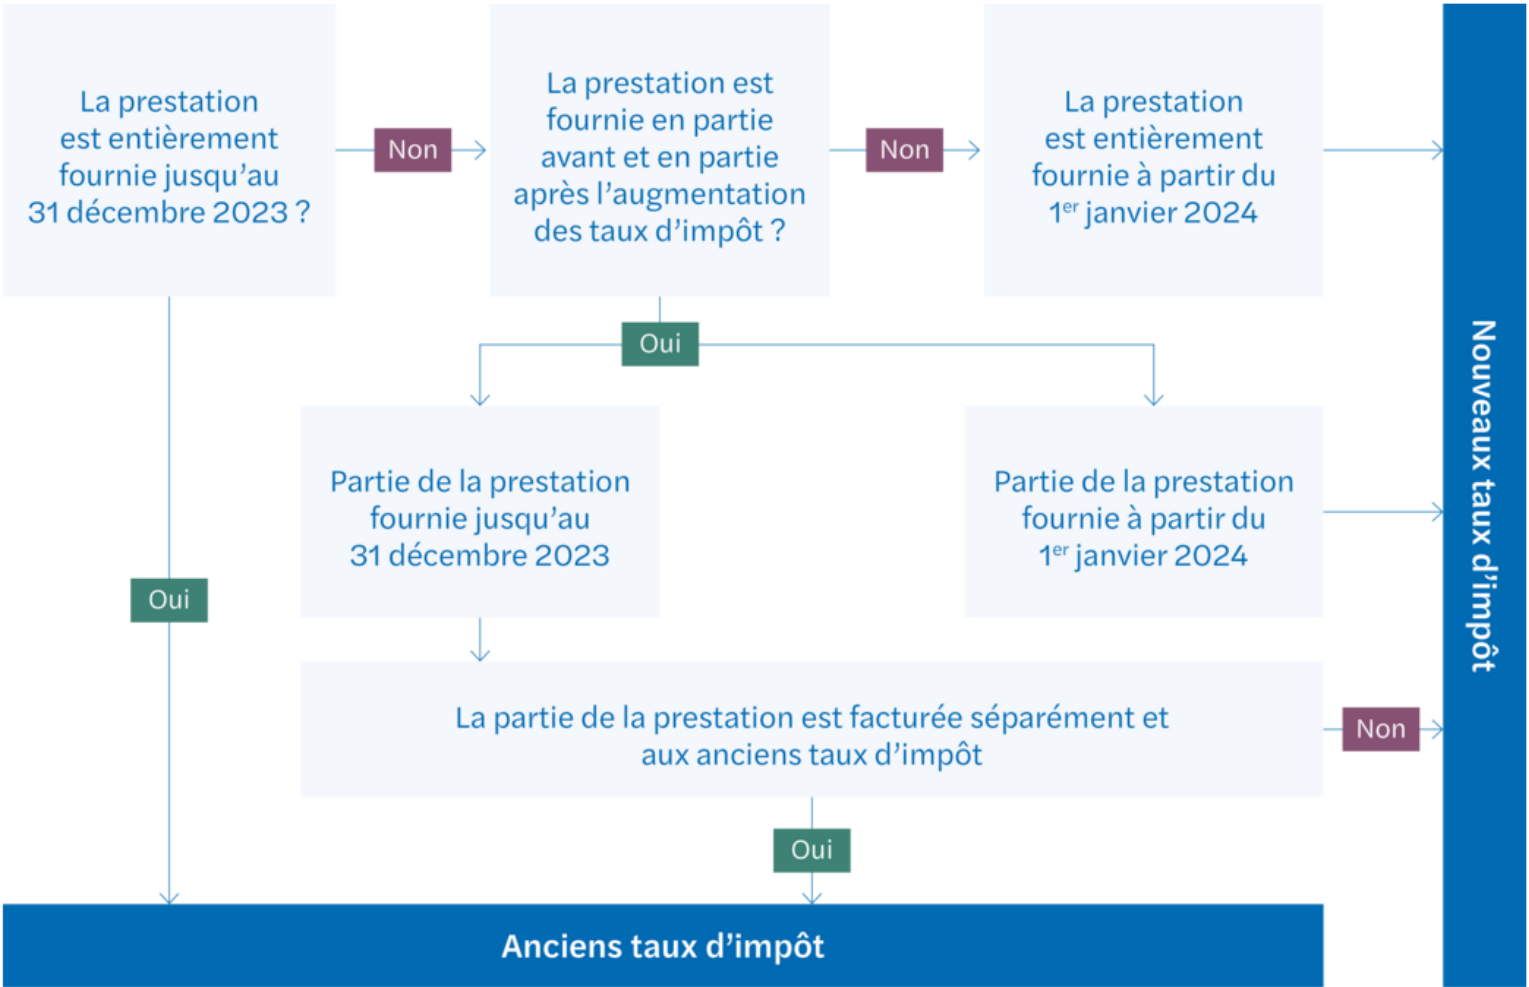 La prestation
est entièrement
fournie jusqu’au
31 décembre 2023 ?
Non
La prestation est
fournie en partie
avant et en partie
après l’augmentation
des taux d’impôt ?
Non
La prestation
est entièrement
fournie à partir du
1er janvier 2024
Oui
Partie de la prestation
fournie jusqu’au
31 décembre 2023
Partie de la prestation
fournie à partir du
1er janvier 2024
Oui
La partie de la prestation est facturée séparément et
aux anciens taux d’impôt
Non
Oui
Anciens taux d’impôt
Nouveaux taux d’impôt